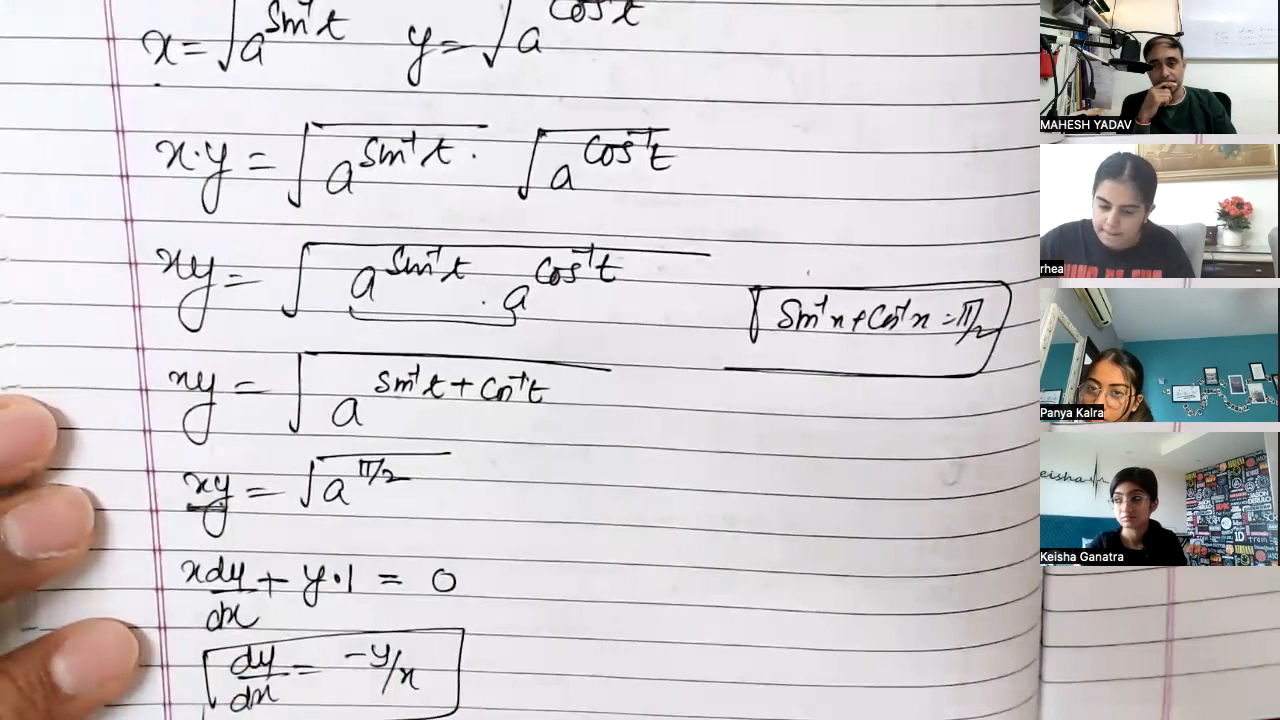 x = √a^sin⁻¹t y = √a^cos⁻¹t
x·y = √a^sin⁻¹t · √a^cos⁻¹t
xy = √a^sin⁻¹t · a^cos⁻¹t
sin⁻¹x + cos⁻¹x = π/2
xy = √a^sin⁻¹t + cos⁻¹t
xy = √a^π/2
x dy/dx + y·1 = 0
dy/dx = -y/x
MAHESH YADAV
rhea
Panya Kalra
Keisha Ganatra